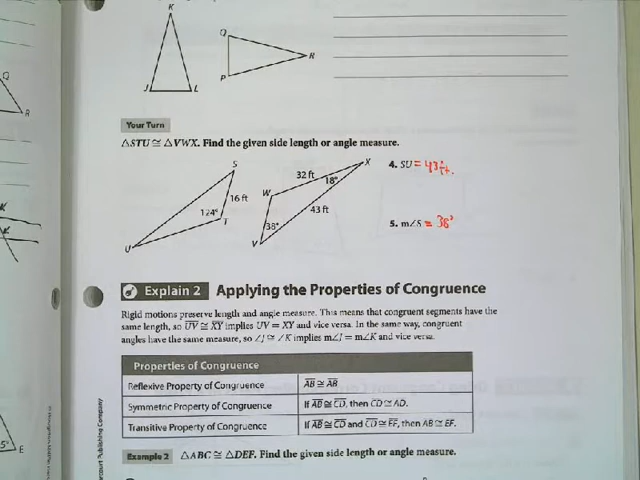 K
Q
R
P
J L
Q
R
Your Turn
△STU ≅ △VWX. Find the given side length or angle measure.
S
16 ft
124°
T
U
X
32 ft
18°
W
43 ft
38°
V
4. SU = 43 ft.
5. m∠S = 38°
Explain 2 Applying the Properties of Congruence
Rigid motions preserve length and angle measure. This means that congruent segments have the
same length, so UV ≅ XY implies UV = XY and vice versa. In the same way, congruent
angles have the same measure, so ∠J ≅ ∠K implies m∠J = m∠K and vice versa.
Properties of Congruence
Reflexive Property of Congruence AB ≅ AB
Symmetric Property of Congruence If AB ≅ CD, then CD ≅ AD.
Transitive Property of Congruence If AB ≅ CD and CD ≅ EF, then AB ≅ EF.
Example 2 △ABC ≅ △DEF. Find the given side length or angle measure.
5°
E
arcourt Publishing Company